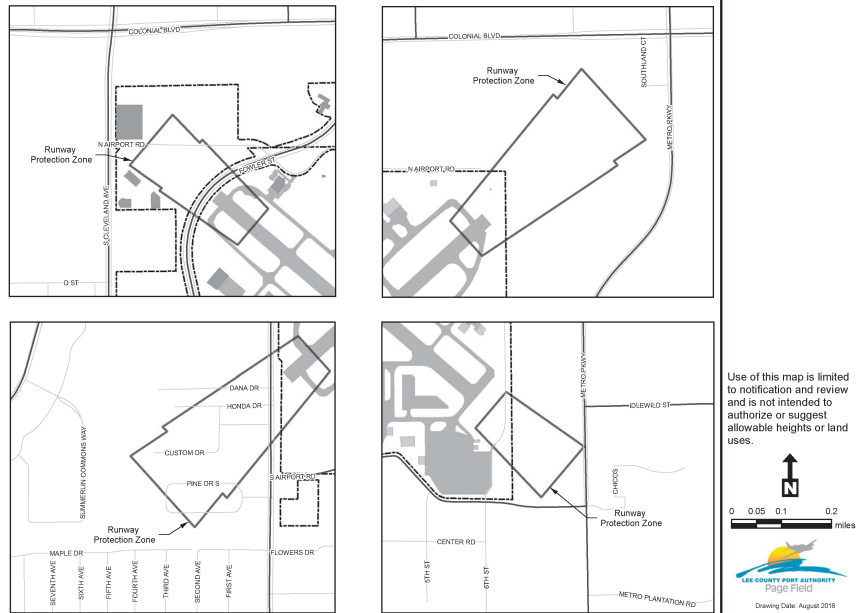 COLONIAL BLVD
Runway
Protection Zone
N AIRPORT RD
FOWLER ST
S CLEVELAND AVE
D ST
COLONIAL BLVD
Runway
Protection Zone
SOUTHLAND CT
METRO PKWY
N AIRPORT RD
DANA DR
HONDA DR
SUMMERLIN COMMONS WAY
CUSTOM DR
S AIRPORT RD
PINE DR S
Runway
Protection Zone
MAPLE DR
FLOWERS DR
SEVENTH AVE
SIXTH AVE
FIFTH AVE
FOURTH AVE
THIRD AVE
SECOND AVE
FIRST AVE
METRO PKWY
IDLEWILD ST
CHICOS
Runway
Protection Zone
CENTER RD
5TH ST
6TH ST
METRO PLANTATION RD
Use of this map is limited
to notification and review
and is not intended to
authorize or suggest
allowable heights or land
uses.
N
0 0.05 0.1 0.2
miles
LEE COUNTY PORT AUTHORITY
Page Field
Drawing Date: August 2018